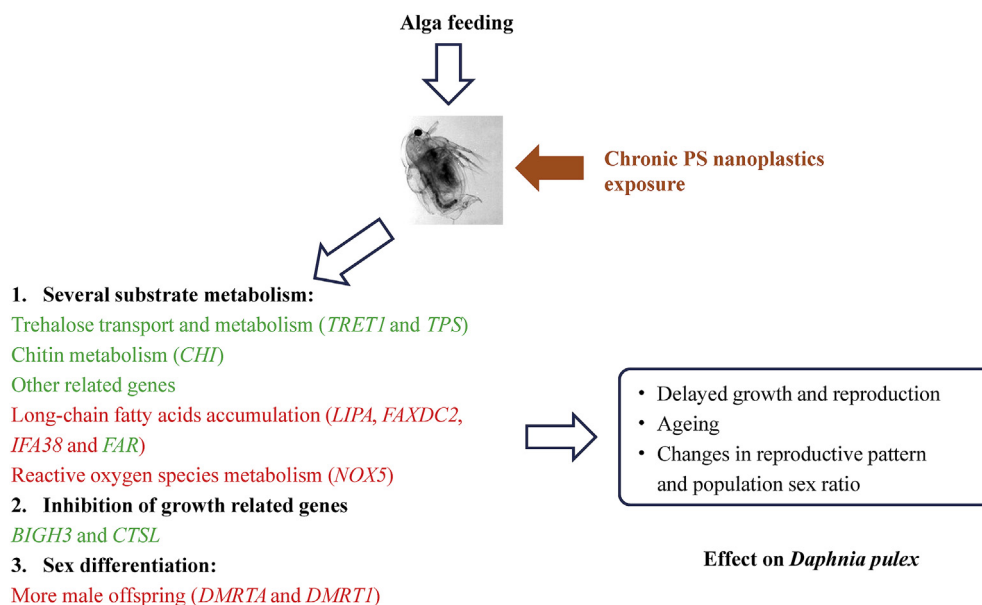 Alga feeding
Chronic PS nanoplastics
exposure
1. Several substrate metabolism:
Trehalose transport and metabolism (TRET1 and TPS)
Chitin metabolism (CHI)
Other related genes
Long-chain fatty acids accumulation (LIPA, FAXDC2,
IFA38 and FAR)
Reactive oxygen species metabolism (NOX5)
2. Inhibition of growth related genes
BIGH3 and CTSL
3. Sex differentiation:
More male offspring (DMRTA and DMRT1)
• Delayed growth and reproduction
• Ageing
• Changes in reproductive pattern
and population sex ratio
Effect on Daphnia pulex